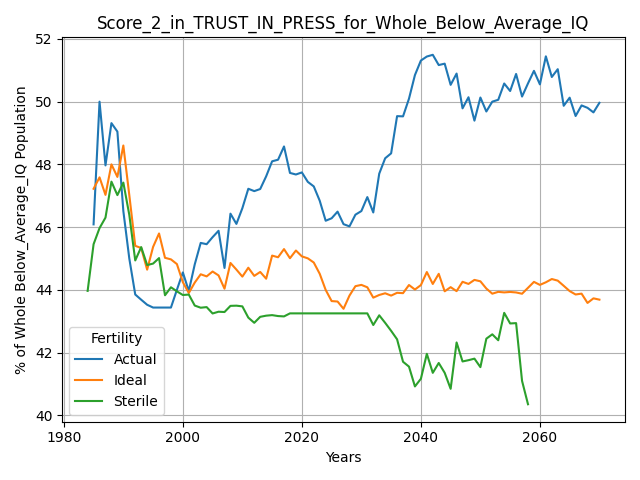 Score_2_in_TRUST_IN_PRESS_for_Whole_Below_Average_IQ
% of Whole Below_Average_IQ Population
52
50
48
46
44
42
40
Fertility
Actual
Ideal
Sterile
1980
2000
2020
2040
2060
Years